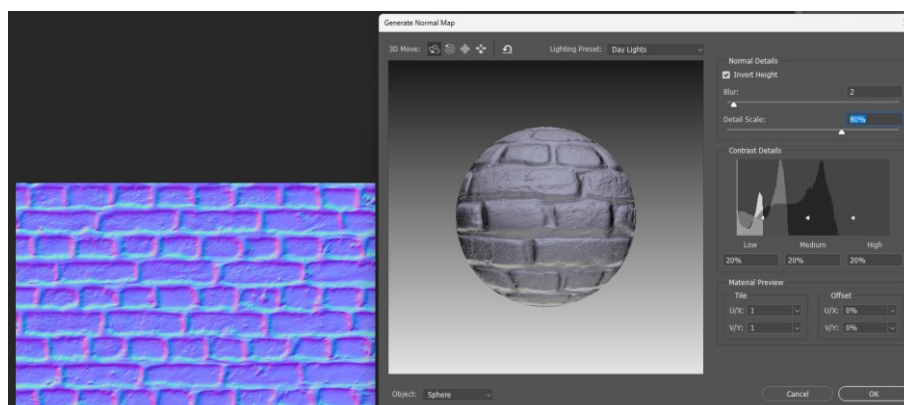 Generate Normal Map
3D Move:
Lighting Preset: Day Lights
Normal Details
Invert Height
Blur: 2
Detail Scale: 80%
Contrast Details
Low Medium High
20% 20% 20%
Material Preview
Tile Offset
U/X: 1 U/X: 0%
V/Y: 1 V/Y: 0%
Object: Sphere
Cancel OK